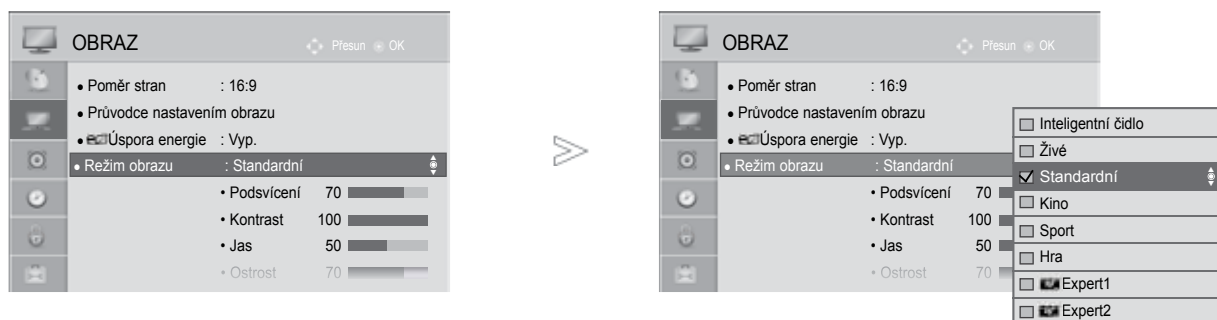 OBRAZ Přesun OK
• Poměr stran : 16:9
• Průvodce nastavením obrazu
• Úspora energie : Vyp.
• Režim obrazu : Standardní
• Podsvícení 70
• Kontrast 100
• Jas 50
• Ostrost 70
>
OBRAZ Přesun OK
• Poměr stran : 16:9
• Průvodce nastavením obrazu
• Úspora energie : Vyp.
• Režim obrazu : Standardní
• Podsvícení 70
• Kontrast 100
• Jas 50
• Ostrost 70
Inteligentní čidlo
Živé
Standardní
Kino
Sport
Hra
Expert1
Expert2